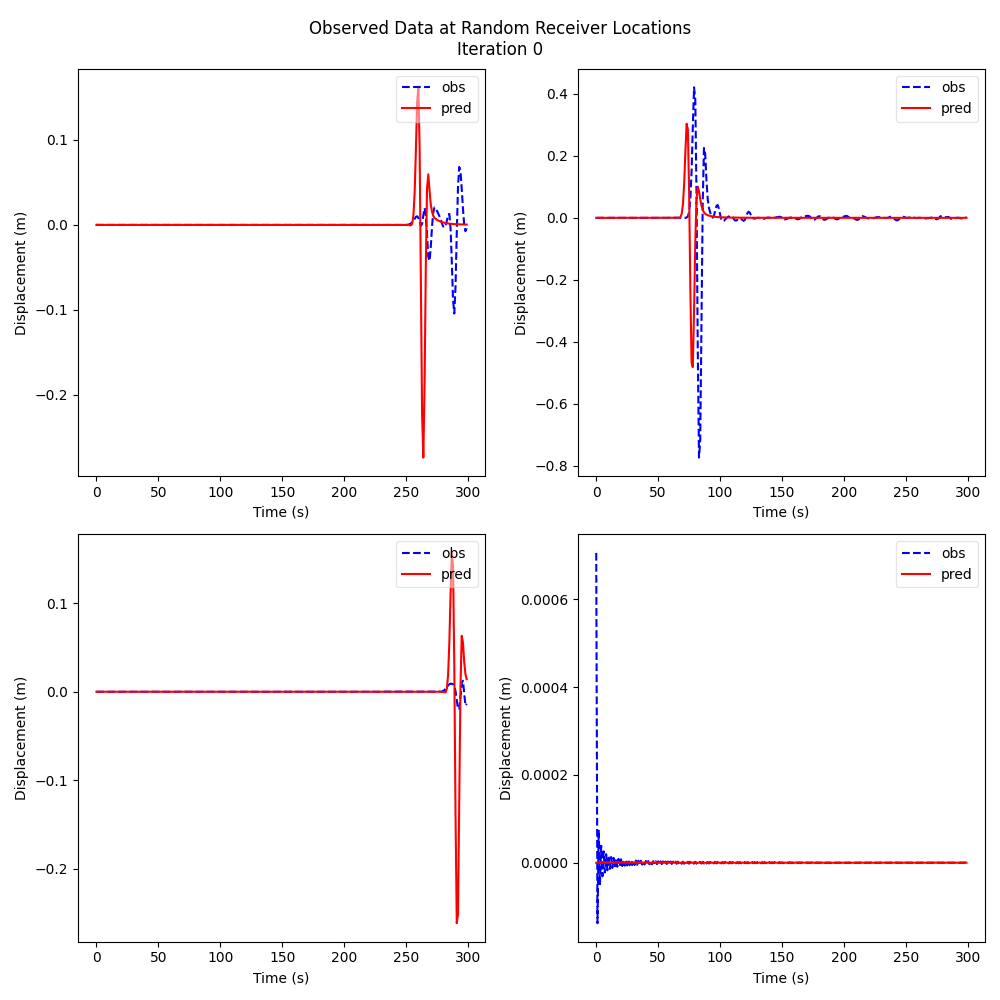 Observed Data at Random Receiver Locations
Iteration 0
obs
pred
0.1
0.0
−0.1
−0.2
Displacement (m)
0 50 100 150 200 250 300
Time (s)
obs
pred
0.4
0.2
0.0
−0.2
−0.4
−0.6
−0.8
Displacement (m)
0 50 100 150 200 250 300
Time (s)
obs
pred
0.1
0.0
−0.1
−0.2
Displacement (m)
0 50 100 150 200 250 300
Time (s)
obs
pred
0.0006
0.0004
0.0002
0.0000
Displacement (m)
0 50 100 150 200 250 300
Time (s)